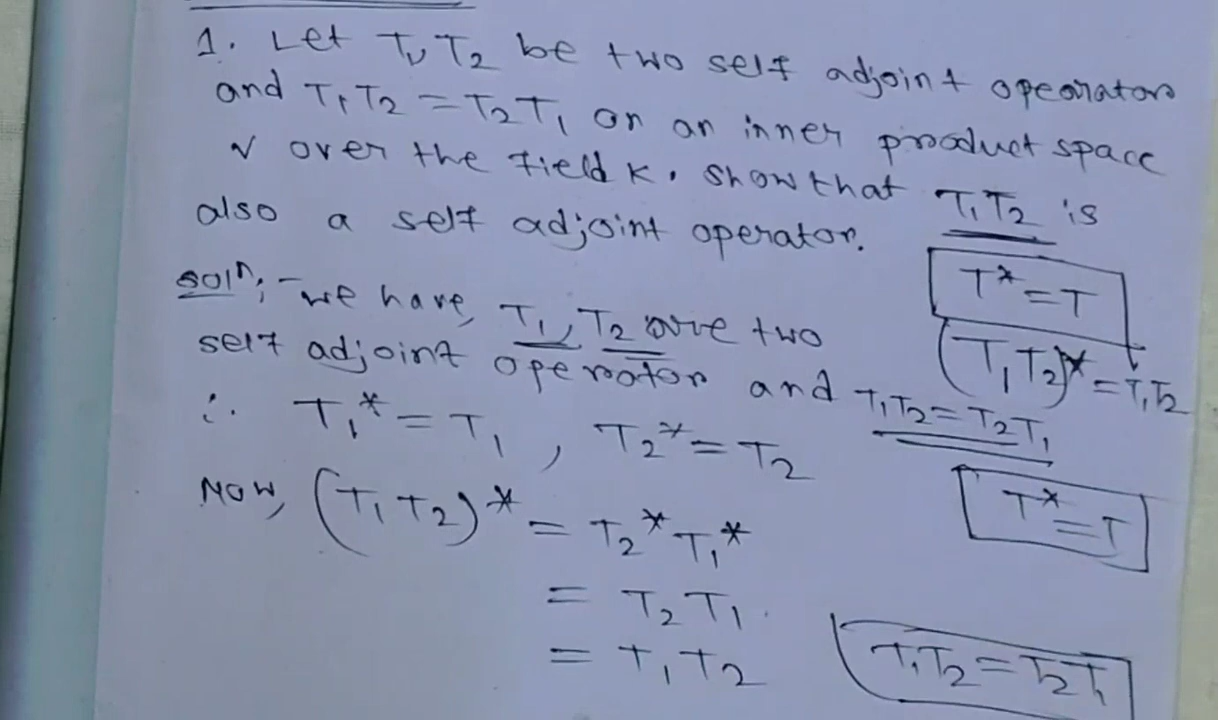 1. Let T1, T2 be two self adjoint opearators
and T1T2 = T2T1 on an inner product space
V over the field K. show that T1T2 is
also a self adjoint operator.
T* = T
soln; - we have, T1, T2 are two
(T1T2)* = T1T2
self adjoint operator and T1T2 = T2T1
∴ T1* = T1, T2* = T2
T* = T
Now, (T1T2)* = T2* T1*
= T2T1.
= T1T2
T1T2 = T2T1